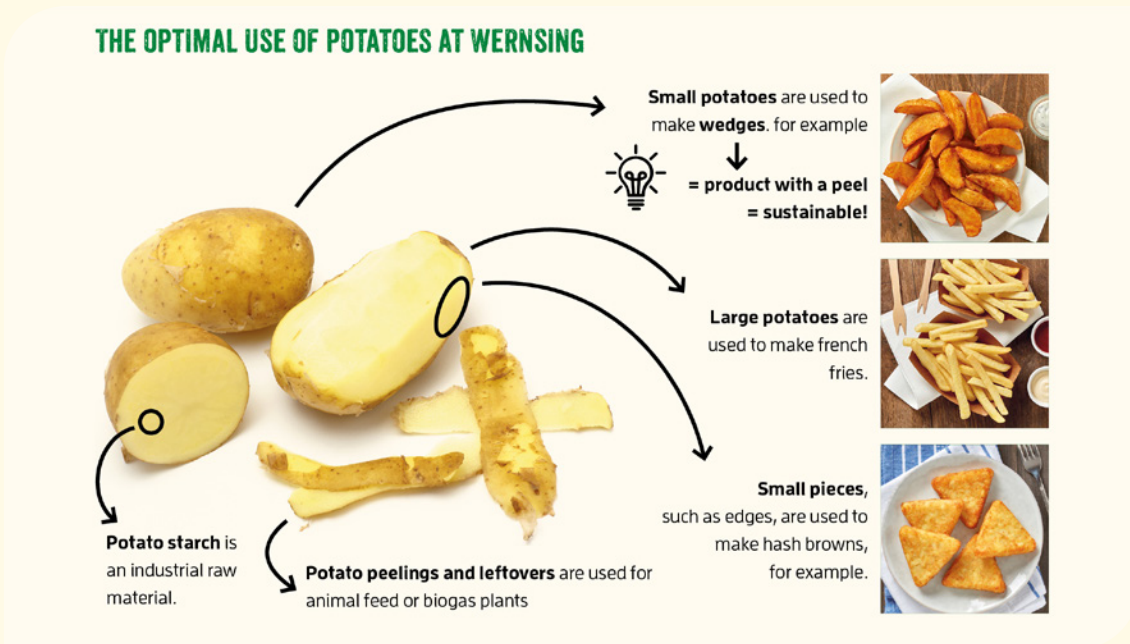 THE OPTIMAL USE OF POTATOES AT WERNSING
Small potatoes are used to
make wedges. for example
= product with a peel
= sustainable!
Large potatoes are
used to make french
fries.
Small pieces,
such as edges, are used to
make hash browns,
for example.
Potato starch is
an industrial raw
material.
Potato peelings and leftovers are used for
animal feed or biogas plants